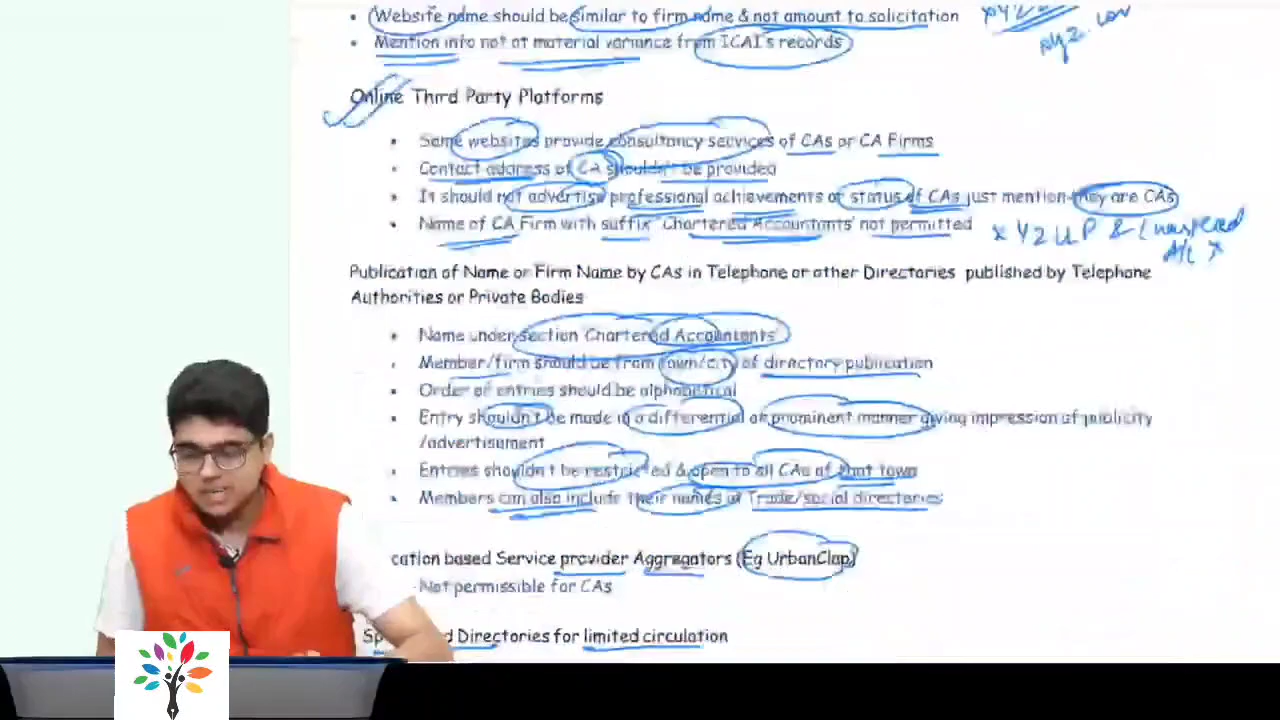 • Website name should be similar to firm name & not amount to solicitation
• Mention info not at material variance from ICAI's records
xyz.com
Online Third Party Platforms
• Some websites provide consultancy services of CAs or CA Firms
• Contact address of CA shouldn't be provided
• It should not advertise professional achievements or status of CAs just mention they are CAs
• Name of CA Firm with suffix 'Chartered Accountants' not permitted
Publication of Name or Firm Name by CAs in Telephone or other Directories published by Telephone
Authorities or Private Bodies
• Name under section Chartered Accountants'
• Member/firm should be from town/city of directory publication
• Order of entries should be alphabetical
• Entry shouldn't be made in a differential or prominent manner giving impression of publicity
/advertisement
• Entries shouldn't be restricted & open to all CAs of that town
• Members can also include their names at Trade/social directories
cation based Service provider Aggregators (Eg UrbanClap)
Not permissible for CAs
Directories for limited circulation